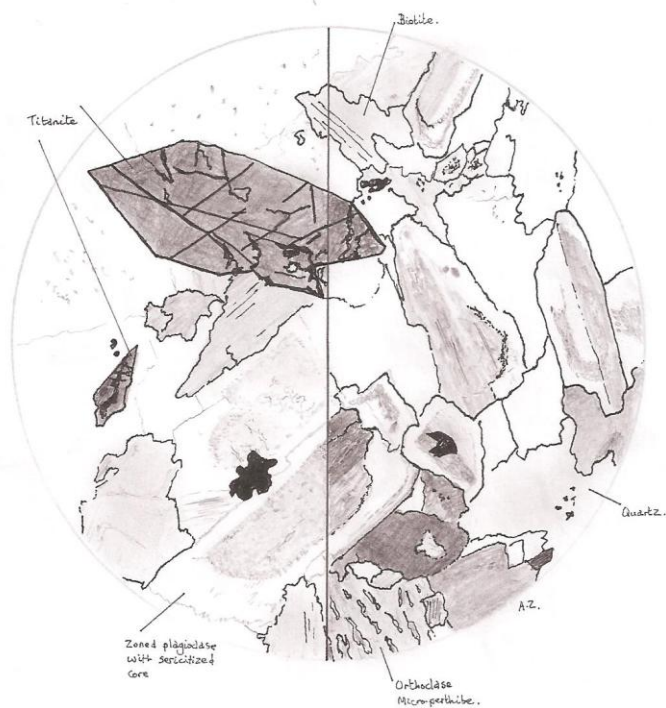 Biotite.
Titanite
Quartz.
A.Z.
Zoned plagioclase
with sericitized
core
Orthoclase
Micro-perthite.